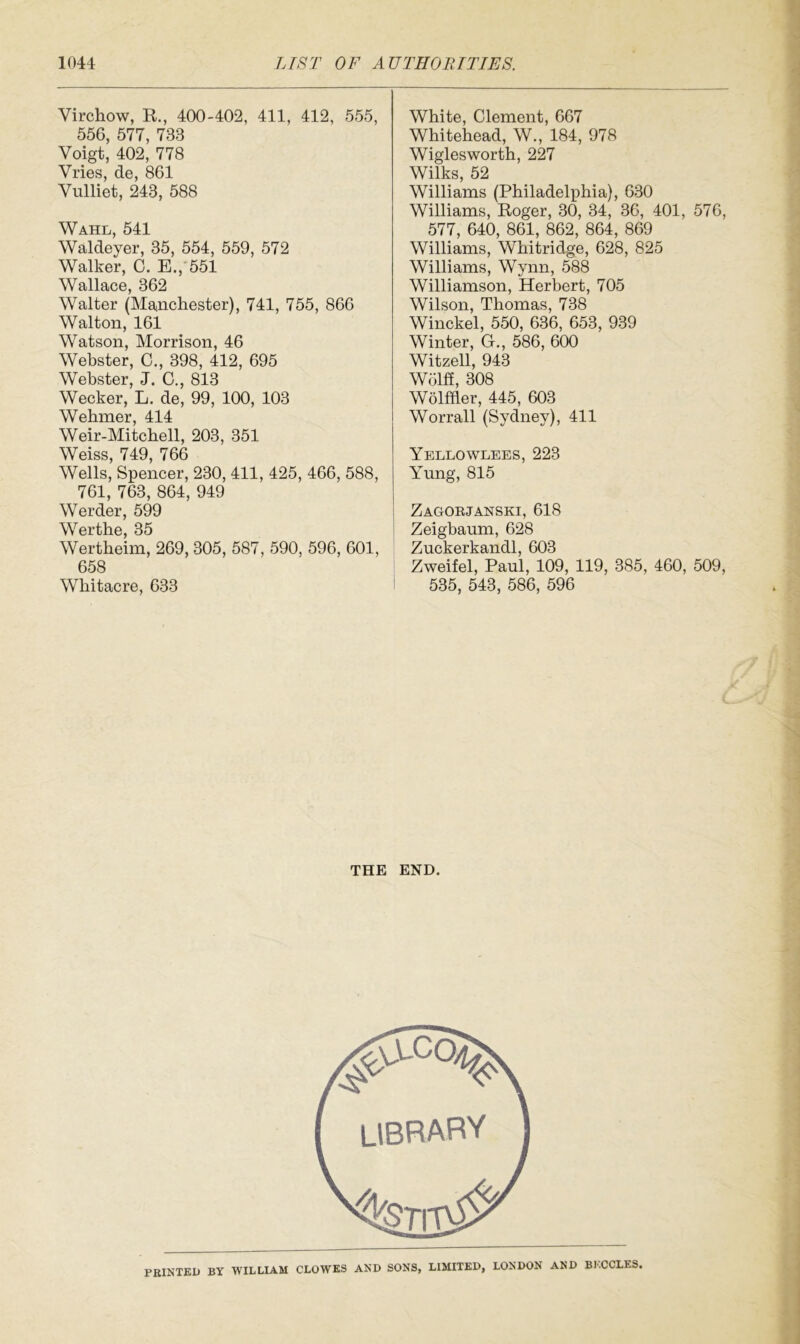 1044 LIST OF AUTHORITIES.
Virchow, R., 400-402, 411, 412, 555,
556, 577, 733
Voigt, 402, 778
Vries, de, 861
Vulliet, 243, 588
WAHL, 541
Waldeyer, 35, 554, 559, 572
Walker, C. E., 551
Wallace, 362
Walter (Manchester), 741, 755, 866
Walton, 161
Watson, Morrison, 46
Webster, C., 398, 412, 695
Webster, J. C., 813
Wecker, L. de, 99, 100, 103
Wehmer, 414
Weir-Mitchell, 203, 351
Weiss, 749, 766
Wells, Spencer, 230, 411, 425, 466, 588,
761, 763, 864, 949
Werder, 599
Werthe, 35
Wertheim, 269, 305, 587, 590, 596, 601,
658
Whitacre, 633
White, Clement, 667
Whitehead, W., 184, 978
Wiglesworth, 227
Wilks, 52
Williams (Philadelphia), 630
Williams, Roger, 30, 34, 36, 401, 576,
577, 640, 861, 862, 864, 869
Williams, Whitridge, 628, 825
Williams, Wynn, 588
Williamson, Herbert, 705
Wilson, Thomas, 738
Winckel, 550, 636, 653, 939
Winter, G., 586, 600
Witzell, 943
Wölff, 308
Wölffler, 445, 603
Worrall (Sydney), 411
YELLOWLEES, 223
Yung, 815
ZAGORJANSKI, 618
Zeigbaum, 628
Zuckerkandl, 603
Zweifel, Paul, 109, 119, 385, 460, 509,
535, 543, 586, 596
THE END.
WELLCOME
LIBRARY
INSTITUTE
PRINTED BY WILLIAM CLOWES AND SONS, LIMITED, LONDON AND BECCLES.